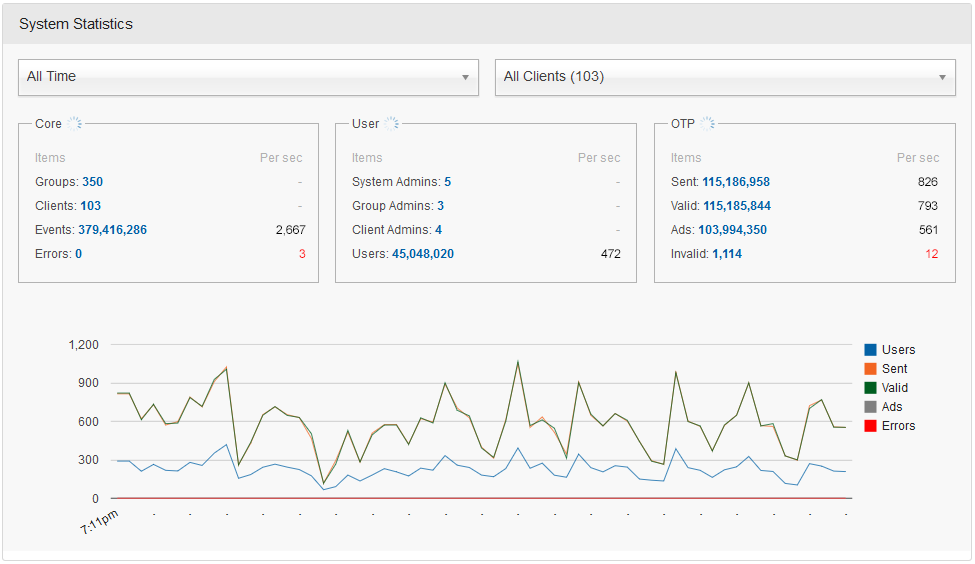 System Statistics
All Time
All Clients (103)
Core
Items Per sec
Groups: 350 -
Clients: 103 -
Events: 379,416,286 2,667
Errors: 0 3
User
Items Per sec
System Admins: 5 -
Group Admins: 3 -
Client Admins: 4 -
Users: 45,048,020 472
OTP
Items Per sec
Sent: 115,186,958 826
Valid: 115,185,844 793
Ads: 103,994,350 561
Invalid: 1,114 12
1,200
900
600
300
0
7:11pm
Users
Sent
Valid
Ads
Errors